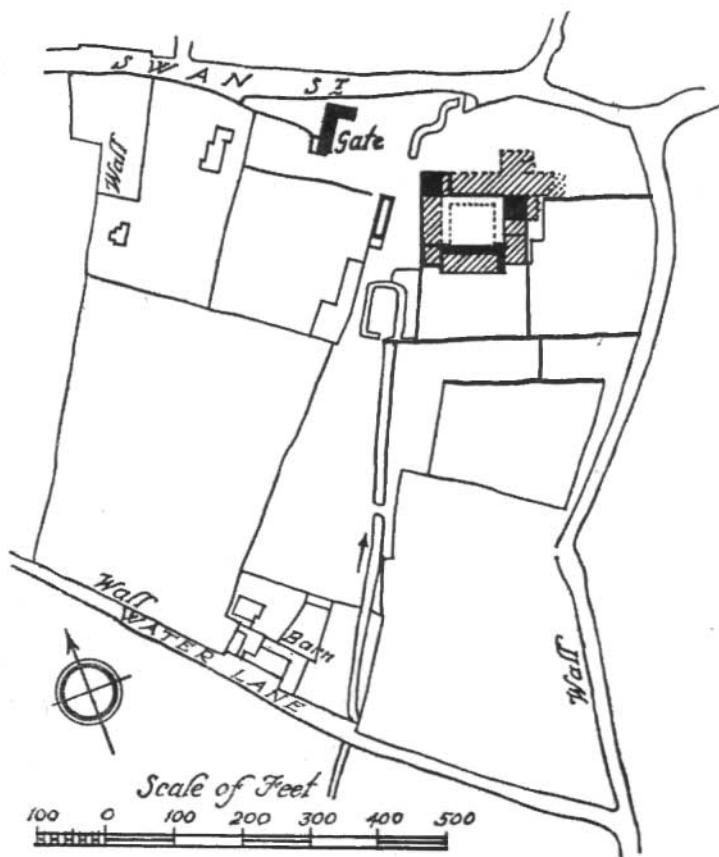 SWAN ST
Gate
Wall
Wall
WATER LANE
Barn
Wall
Scale of Feet
100 0 100 200 300 400 500